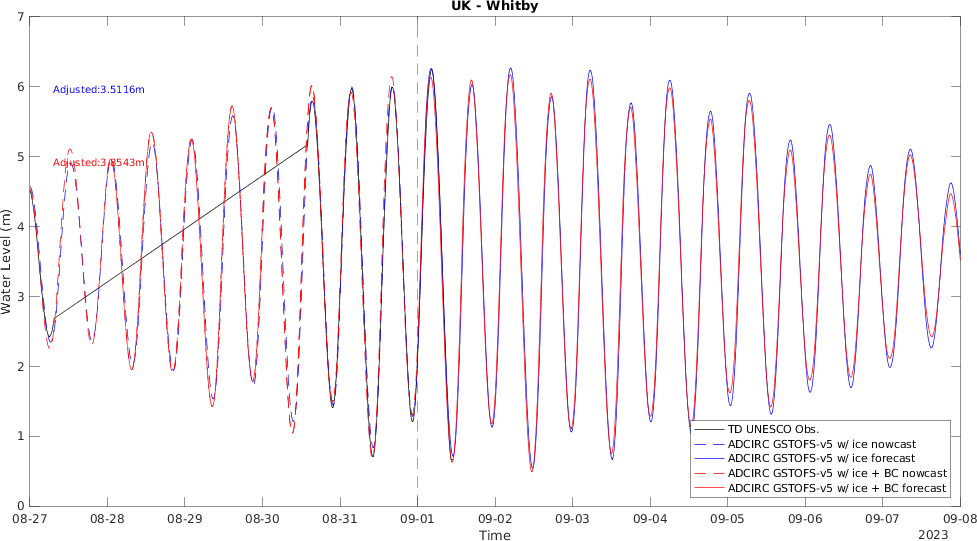 UK - Whitby
7
6
5
4
3
2
1
0
Water Level (m)
Adjusted:3.5116m
TD UNESCO Obs.
ADCIRC GSTOFS-v5 w/ ice nowcast
ADCIRC GSTOFS-v5 w/ ice forecast
ADCIRC GSTOFS-v5 w/ ice + BC nowcast
ADCIRC GSTOFS-v5 w/ ice + BC forecast
08-27 08-28 08-29 08-30 08-31 09-01 09-02 09-03 09-04 09-05 09-06 09-07 09-08
Time
2023